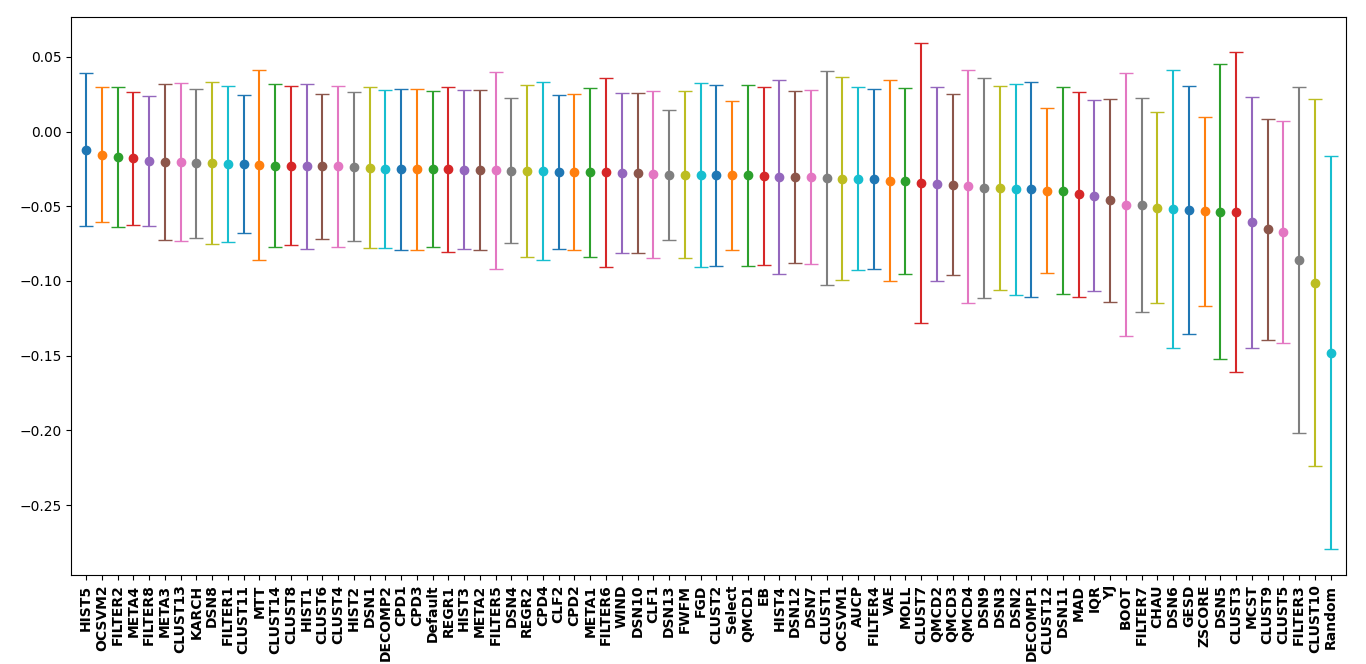 0.05
0.00
−0.05
−0.10
−0.15
−0.20
−0.25
HIST5
OCSVM2
FILTER2
META4
FILTER8
META3
CLUST13
KARCH
DSN8
FILTER1
CLUST11
MTT
CLUST14
CLUST8
HIST1
CLUST6
CLUST4
HIST2
DSN1
DECOMP2
CPD1
CPD3
Default
REGR1
HIST3
META2
FILTER5
DSN4
REGR2
CPD4
CLF2
CPD2
META1
FILTER6
WIND
DSN10
CLF1
DSN13
FWFM
FGD
CLUST2
Select
QMCD1
EB
HIST4
DSN12
DSN7
CLUST1
OCSVM1
AUCP
FILTER4
VAE
MOLL
CLUST7
QMCD2
QMCD3
QMCD4
DSN9
DSN3
DSN2
DECOMP1
CLUST12
DSN11
MAD
IQR
YJ
BOOT
FILTER7
CHAU
DSN6
GESD
ZSCORE
DSN5
CLUST3
MCST
CLUST9
CLUST5
FILTER3
CLUST10
Random